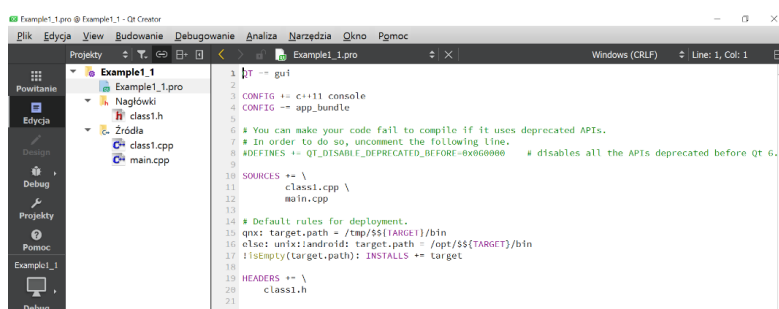 Example1_1.pro @ Example1_1 - Qt Creator
Plik Edycja View Budowanie Debugowanie Analiza Narzędzia Okno Pomoc
Projekty Example1_1.pro Windows (CRLF) Line: 1, Col: 1
Powitanie
Edycja
Design
Debug
Projekty
Pomoc
Example1_1
Debug
Example1_1
Example1_1.pro
Nagłówki
class1.h
Źródła
class1.cpp
main.cpp
1 QT -= gui
2
3 CONFIG += c++11 console
4 CONFIG -= app_bundle
5
6 # You can make your code fail to compile if it uses deprecated APIs.
7 # In order to do so, uncomment the following line.
8 #DEFINES += QT_DISABLE_DEPRECATED_BEFORE=0x060000 # disables all the APIs deprecated before Qt 6.
9
10 SOURCES += \
11 class1.cpp \
12 main.cpp
13
14 # Default rules for deployment.
15 qnx: target.path = /tmp/$${TARGET}/bin
16 else: unix:!android: target.path = /opt/$${TARGET}/bin
17 !isEmpty(target.path): INSTALLS += target
18
19 HEADERS += \
20 class1.h
21